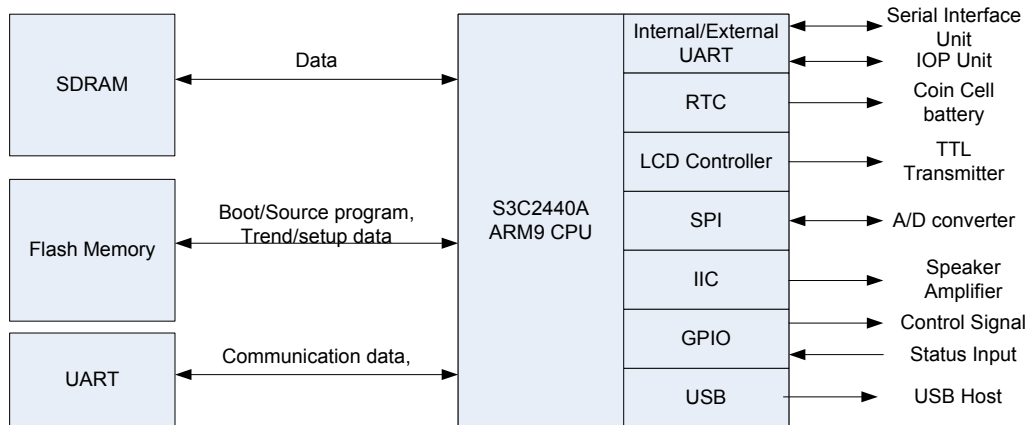 SDRAM
Data
Flash Memory
Boot/Source program,
Trend/setup data
UART
Communication data,
S3C2440A
ARM9 CPU
Internal/External
UART
RTC
LCD Controller
SPI
IIC
GPIO
USB
Serial Interface
Unit
IOP Unit
Coin Cell
battery
TTL
Transmitter
A/D converter
Speaker
Amplifier
Control Signal
Status Input
USB Host